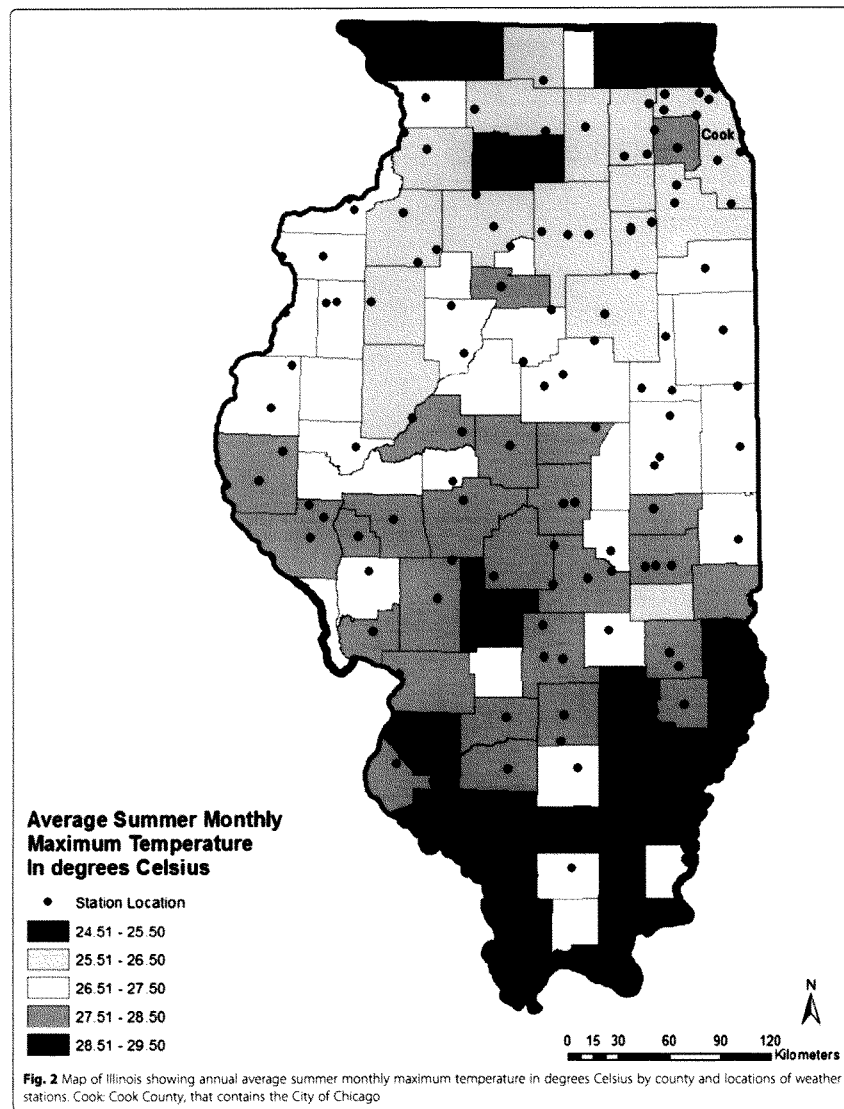 Cook
Average Summer Monthly
Maximum Temperature
In degrees Celsius
Station Location
24.51 - 25.50
25.51 - 26.50
26.51 - 27.50
27.51 - 28.50
28.51 - 29.50
N
0 15 30 60 90 120
Kilometers
Fig. 2 Map of Illinois showing annual average summer monthly maximum temperature in degrees Celsius by county and locations of weather
stations. Cook: Cook County, that contains the City of Chicago